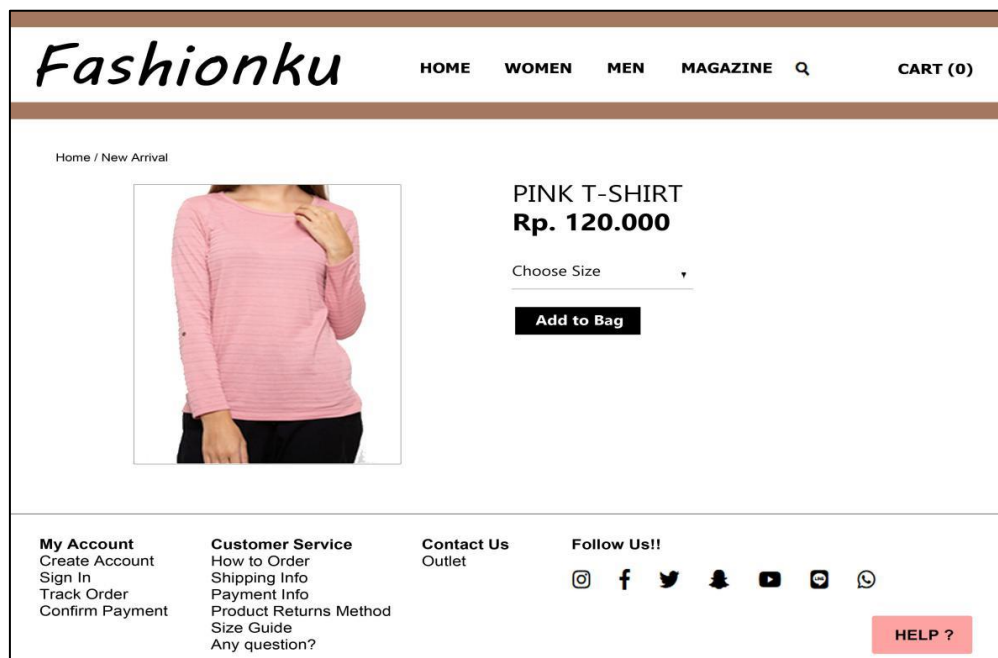 Fashionku
HOME WOMEN MEN MAGAZINE CART (0)
Home / New Arrival
PINK T-SHIRT
Rp. 120.000
Choose Size
Add to Bag
My Account
Create Account
Sign In
Track Order
Confirm Payment
Customer Service
How to Order
Shipping Info
Payment Info
Product Returns Method
Size Guide
Any question?
Contact Us
Outlet
Follow Us!!
LINE
HELP ?